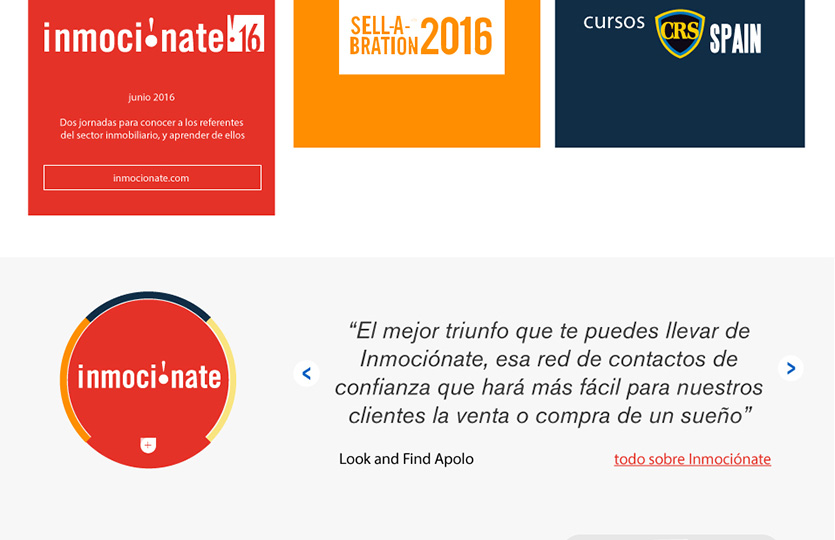 inmoci!nate !16
junio 2016
Dos jornadas para conocer a los referentes
del sector inmobiliario, y aprender de ellos
inmocionate.com
SELL-A-
BRATION 2016
cursos CRS SPAIN
inmoci!nate
“El mejor triunfo que te puedes llevar de
Inmociónate, esa red de contactos de
confianza que hará más fácil para nuestros
clientes la venta o compra de un sueño”
< >
Look and Find Apolo
todo sobre Inmociónate